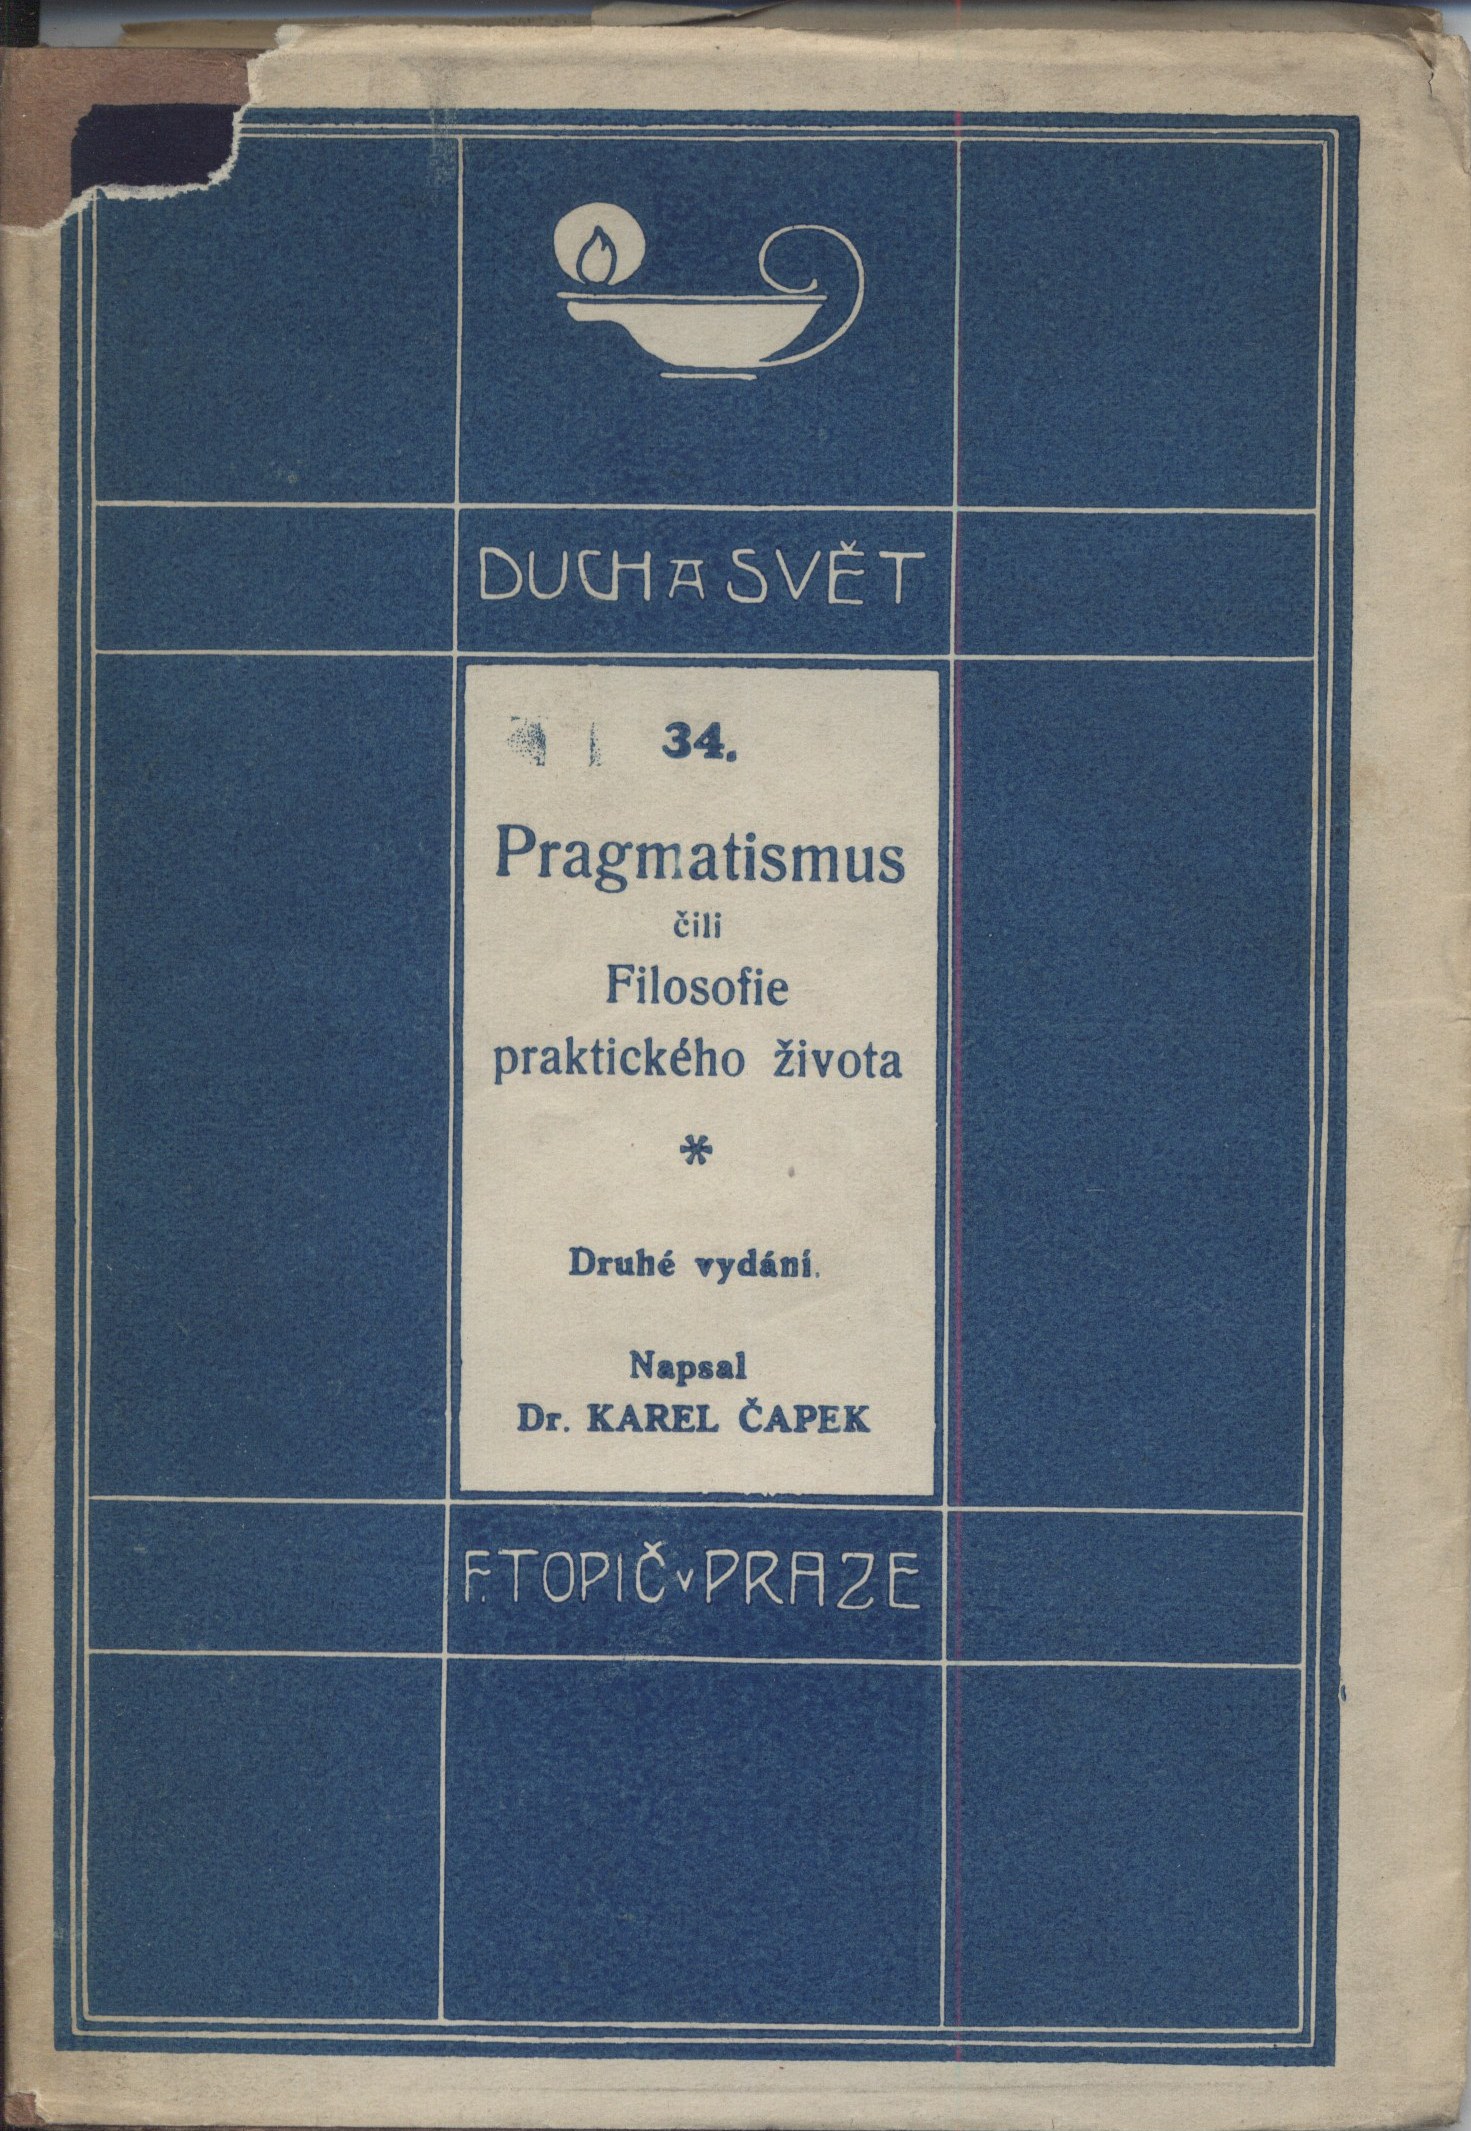 DUCH A SVĚT
34.
Pragmatismus
čili
Filosofie
praktického života
*
Druhé vydání.
Napsal
Dr. KAREL ČAPEK
F. TOPIČ v PRAZE